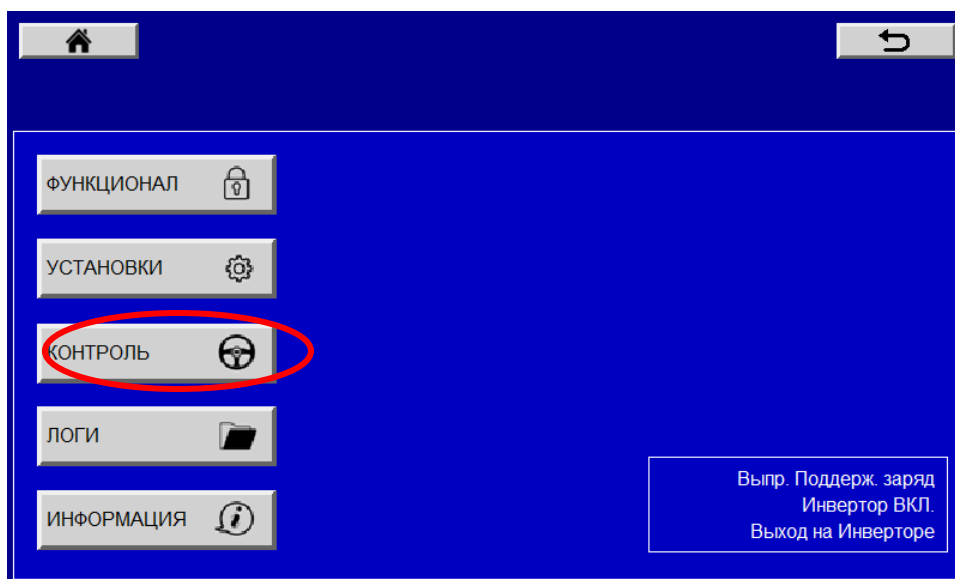 ФУНКЦИОНАЛ
УСТАНОВКИ
КОНТРОЛЬ
ЛОГИ
ИНФОРМАЦИЯ
Выпр. Поддерж. заряд
Инвертор ВКЛ.
Выход на Инверторе